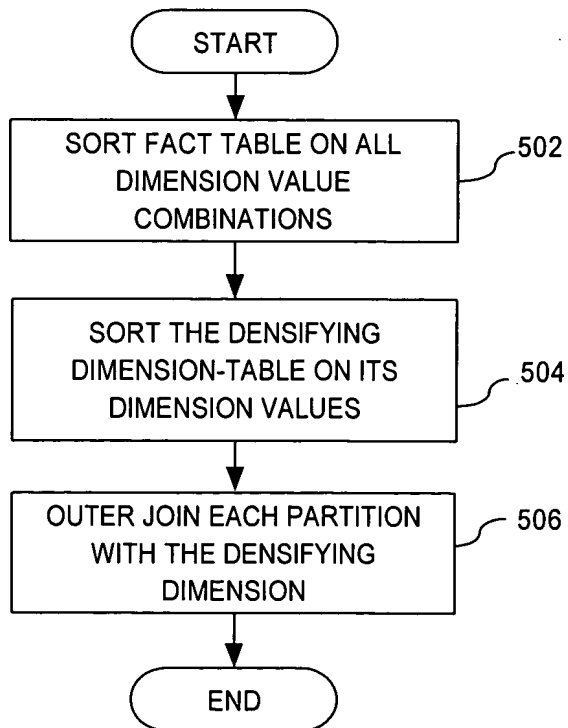 START
SORT FACT TABLE ON ALL
DIMENSION VALUE
COMBINATIONS
502
SORT THE DENSIFYING
DIMENSION-TABLE ON ITS
DIMENSION VALUES
504
OUTER JOIN EACH PARTITION
WITH THE DENSIFYING
DIMENSION
506
END